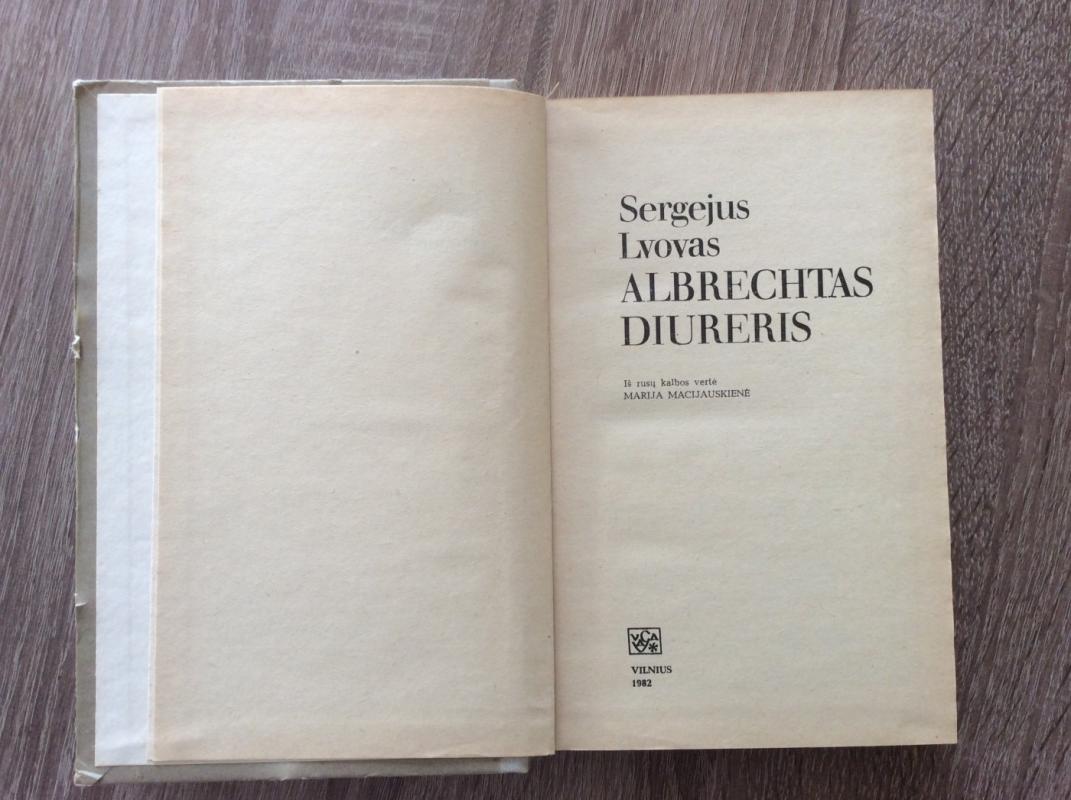 Sergejus
Lvovas
ALBRECHTAS
DIURERIS
Iš rusų kalbos vertė
MARIJA MACIJAUSKIENĖ
VILNIUS
1982